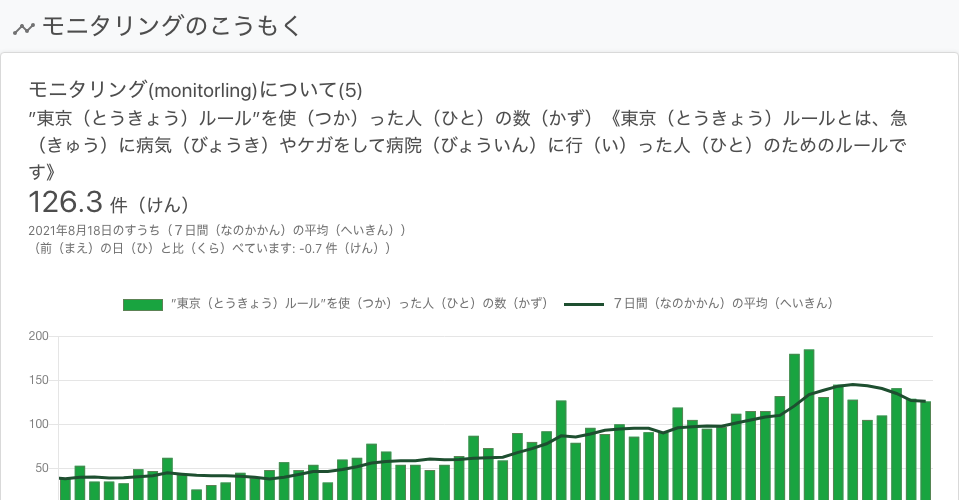 モニタリングのこうもく
モニタリング(monitorling)について(5)
”東京（とうきょう）ルール”を使（つか）った人（ひと）の数（かず）《東京（とうきょう）ルールとは、急
（きゅう）に病気（びょうき）やケガをして病院（びょういん）に行（い）った人（ひと）のためのルールで
す》
126.3 件（けん）
2021年8月18日のすうち（７日間（なのかかん）の平均（へいきん））
（前（まえ）の日（ひ）と比（くら）べています: -0.7 件（けん））
”東京（とうきょう）ルール”を使（つか）った人（ひと）の数（かず） ７日間（なのかかん）の平均（へいきん）
200
150
100
50